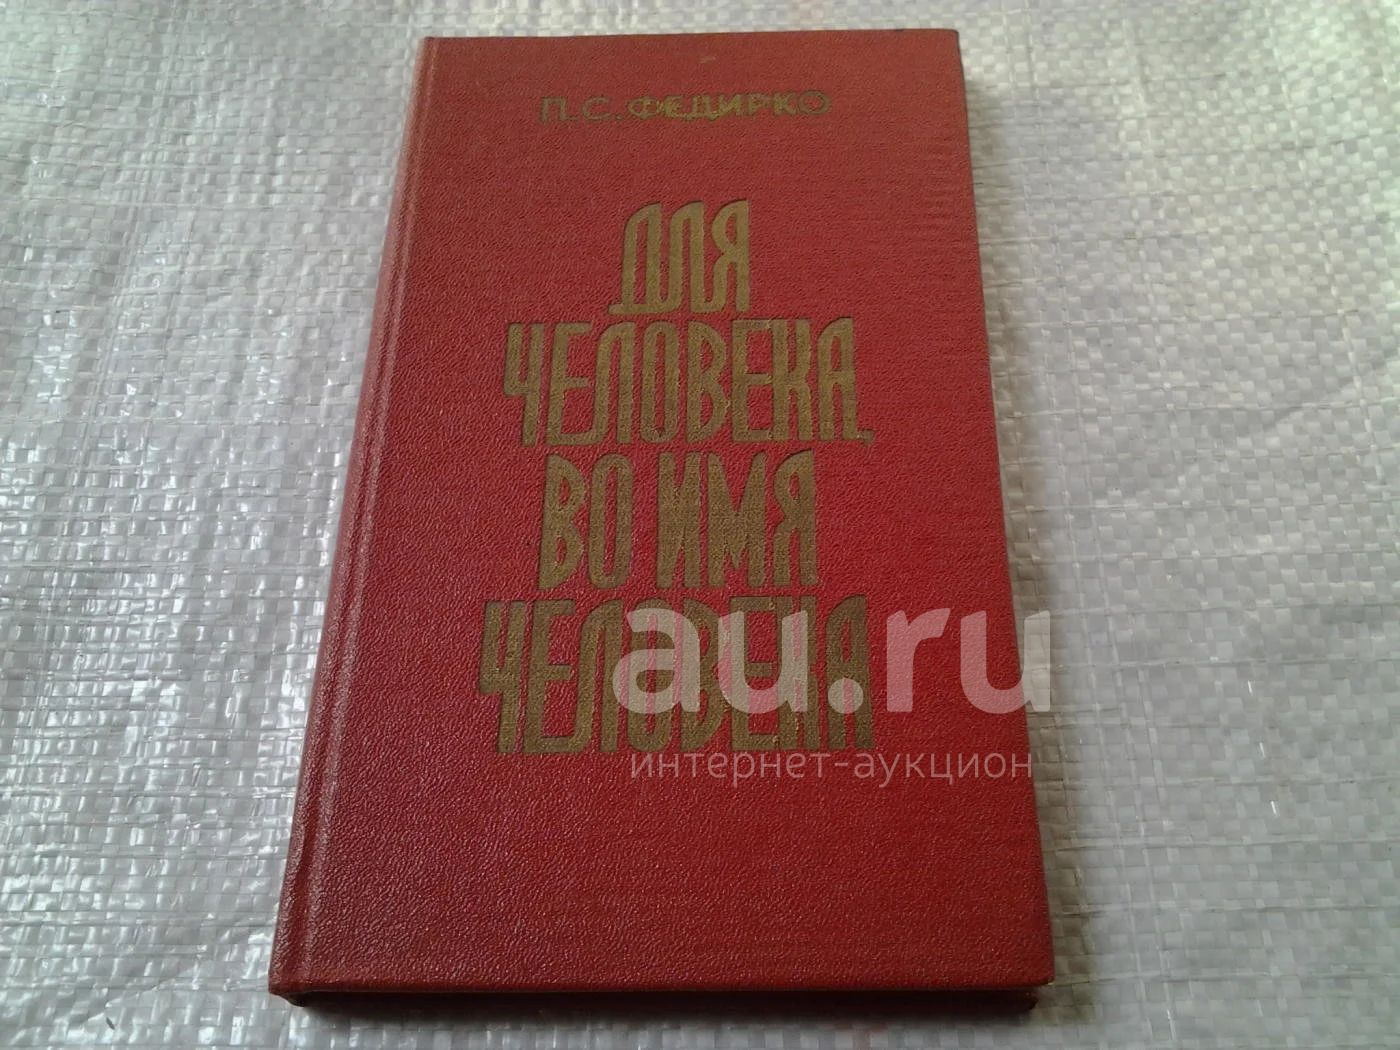 П.С. ФЕДИРКО
ДЛЯ
ЧЕЛОВЕКА,
ВО ИМЯ
ЧЕЛОВЕКА
au.ru
интернет-аукцион